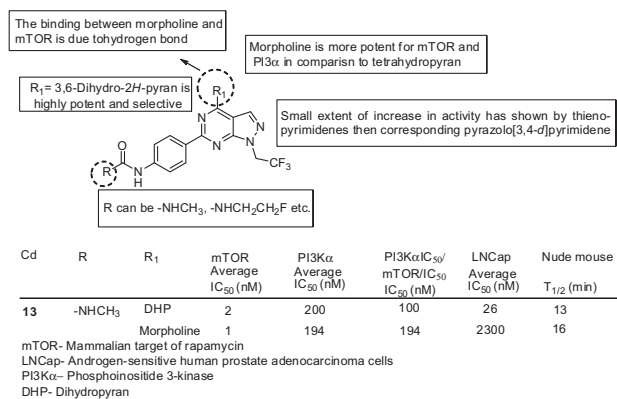 The binding between morpholine and
mTOR is due tohydrogen bond
Morpholine is more potent for mTOR and
PI3α in comparisn to tetrahydropyran
R1= 3,6-Dihydro-2H-pyran is
highly potent and selective
Small extent of increase in activity has shown by thieno-
pyrimidenes then corresponding pyrazolo[3,4-d]pyrimidene
R1
N
N
N
N
O
R
N
H
CF3
R can be -NHCH3, -NHCH2CH2F etc.
Cd R R1 mTOR Average IC50 (nM) PI3Kα Average IC50 (nM) PI3KαIC50/ mTOR/IC50 IC50 (nM) LNCap Average IC50 (nM) Nude mouse T1/2 (min)
13 -NHCH3 DHP 2 200 100 26 13
Morpholine 1 194 194 2300 16
mTOR- Mammalian target of rapamycin
LNCap- Androgen-sensitive human prostate adenocarcinoma cells
PI3Kα– Phosphoinositide 3-kinase
DHP- Dihydropyran